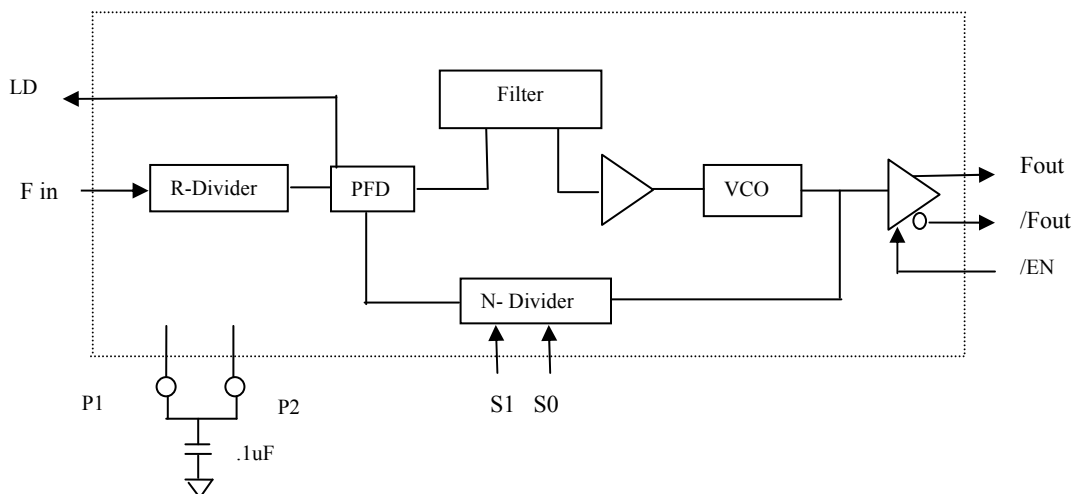 LD
Filter
F in
R-Divider
PFD
VCO
Fout
/Fout
/EN
N- Divider
P1
P2
S1
S0
.1uF